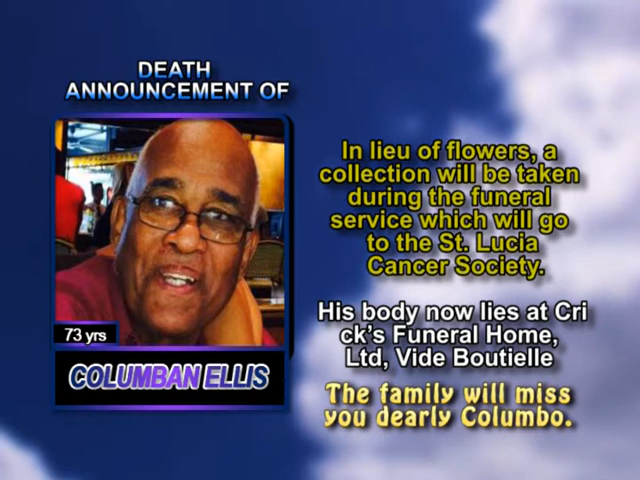 DEATH
ANNOUNCEMENT OF
73 yrs
COLUMBAN ELLIS
In lieu of flowers, a
collection will be taken
during the funeral
service which will go
to the St. Lucia
Cancer Society.
His body now lies at Cri
ck's Funeral Home,
Ltd, Vide Boutielle
The family will miss
you dearly Columbo.